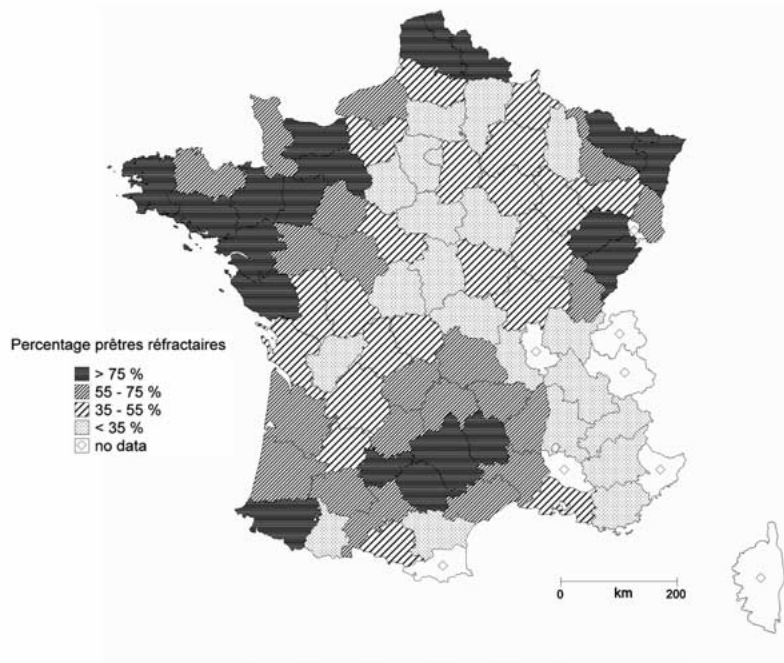 Percentage prêtres réfractaires
> 75 %
55 - 75 %
35 - 55 %
< 35 %
no data
0 km 200